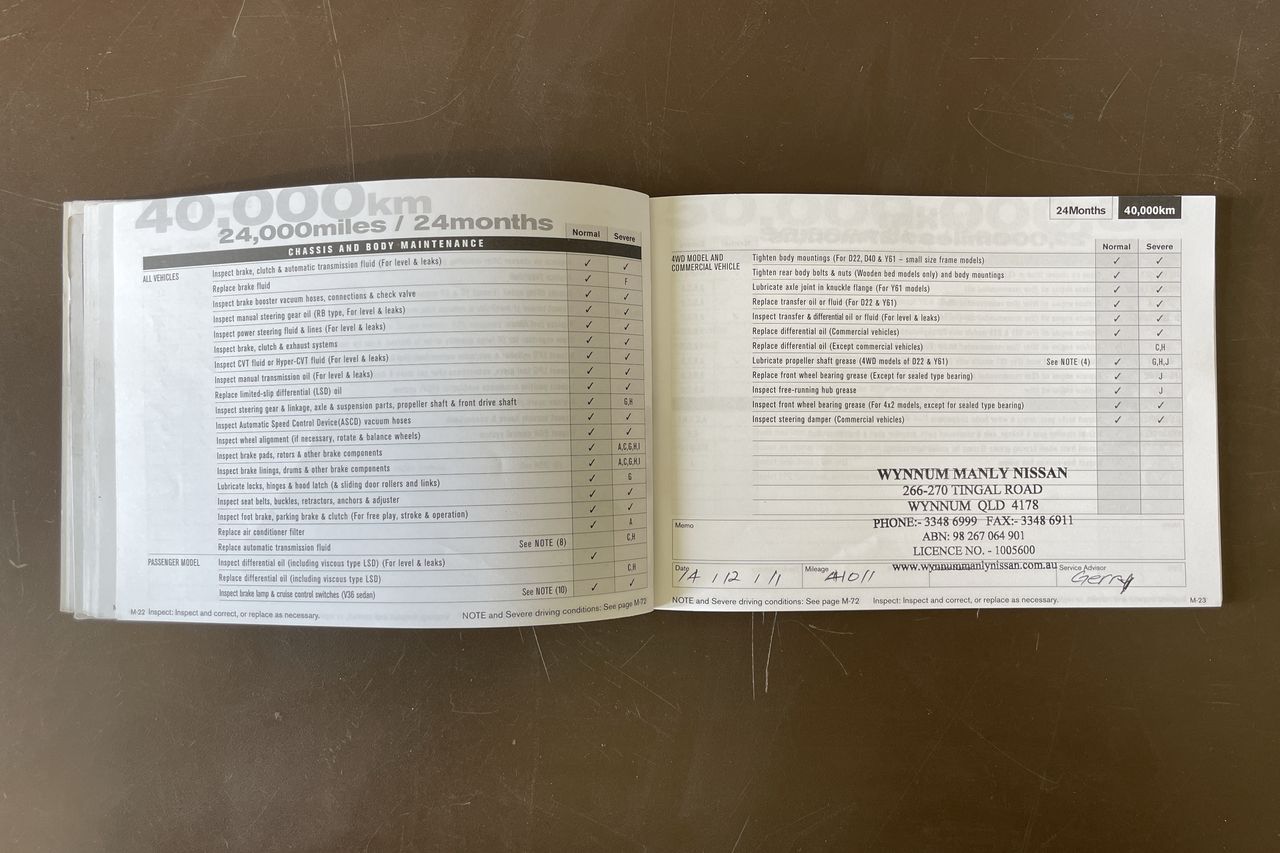 40,000km
24,000miles / 24months
Normal Severe
CHASSIS AND BODY MAINTENANCE
ALL VEHICLES Inspect brake, clutch & automatic transmission fluid (For level & leaks) ✓ ✓
Replace brake fluid ✓ F
Inspect brake booster vacuum hoses, connections & check valve ✓ ✓
Inspect manual steering gear oil (RB type, For level & leaks) ✓ ✓
Inspect power steering fluid & lines (For level & leaks) ✓ ✓
Inspect brake, clutch & exhaust systems ✓ ✓
Inspect CVT fluid or Hyper-CVT fluid (For level & leaks) ✓ ✓
Inspect manual transmission oil (For level & leaks) ✓ ✓
Replace limited-slip differential (LSD) oil ✓ ✓
Inspect steering gear & linkage, axle & suspension parts, propeller shaft & front drive shaft ✓ G,H
Inspect Automatic Speed Control Device(ASCD) vacuum hoses ✓ ✓
Inspect wheel alignment (if necessary, rotate & balance wheels) ✓ ✓
Inspect brake pads, rotors & other brake components ✓ A,C,G,H,I
Inspect brake linings, drums & other brake components ✓ A,C,G,H,I
Lubricate locks, hinges & hood latch (& sliding door rollers and links) ✓ G
Inspect seat belts, buckles, retractors, anchors & adjuster ✓ ✓
Inspect foot brake, parking brake & clutch (For free play, stroke & operation) ✓ ✓
Replace air conditioner filter ✓ A
Replace automatic transmission fluid See NOTE (8) C,H
PASSENGER MODEL Inspect differential oil (including viscous type LSD) (For level & leaks) ✓
Replace differential oil (including viscous type LSD) C,H
Inspect brake lamp & cruise control switches (V36 sedan) See NOTE (10) ✓ ✓
M-22 Inspect: Inspect and correct, or replace as necessary. NOTE and Severe driving conditions: See page M-72
24Months 40,000km
Normal Severe
4WD MODEL AND Tighten body mountings (For D22, D40 & Y61 – small size frame models) ✓ ✓
COMMERCIAL VEHICLE Tighten rear body bolts & nuts (Wooden bed models only) and body mountings ✓ ✓
Lubricate axle joint in knuckle flange (For Y61 models) ✓ ✓
Replace transfer oil or fluid (For D22 & Y61) ✓ ✓
Inspect transfer & differential oil or fluid (For level & leaks) ✓ ✓
Replace differential oil (Commercial vehicles) ✓ ✓
Replace differential oil (Except commercial vehicles) C,H
Lubricate propeller shaft grease (4WD models of D22 & Y61) See NOTE (4) ✓ G,H,J
Replace front wheel bearing grease (Except for sealed type bearing) ✓ J
Inspect free-running hub grease ✓ J
Inspect front wheel bearing grease (For 4x2 models, except for sealed type bearing) ✓ ✓
Inspect steering damper (Commercial vehicles) ✓ ✓
WYNNUM MANLY NISSAN
266-270 TINGAL ROAD
WYNNUM QLD 4178
Memo PHONE:- 3348 6999 FAX:- 3348 6911
ABN: 98 267 064 901
LICENCE NO. - 1005600
www.wynnummanlynissan.com.au
Date 14 / 12 / 11 Mileage 41011 Service Advisor Gerry
NOTE and Severe driving conditions: See page M-72 Inspect: Inspect and correct, or replace as necessary. M-23